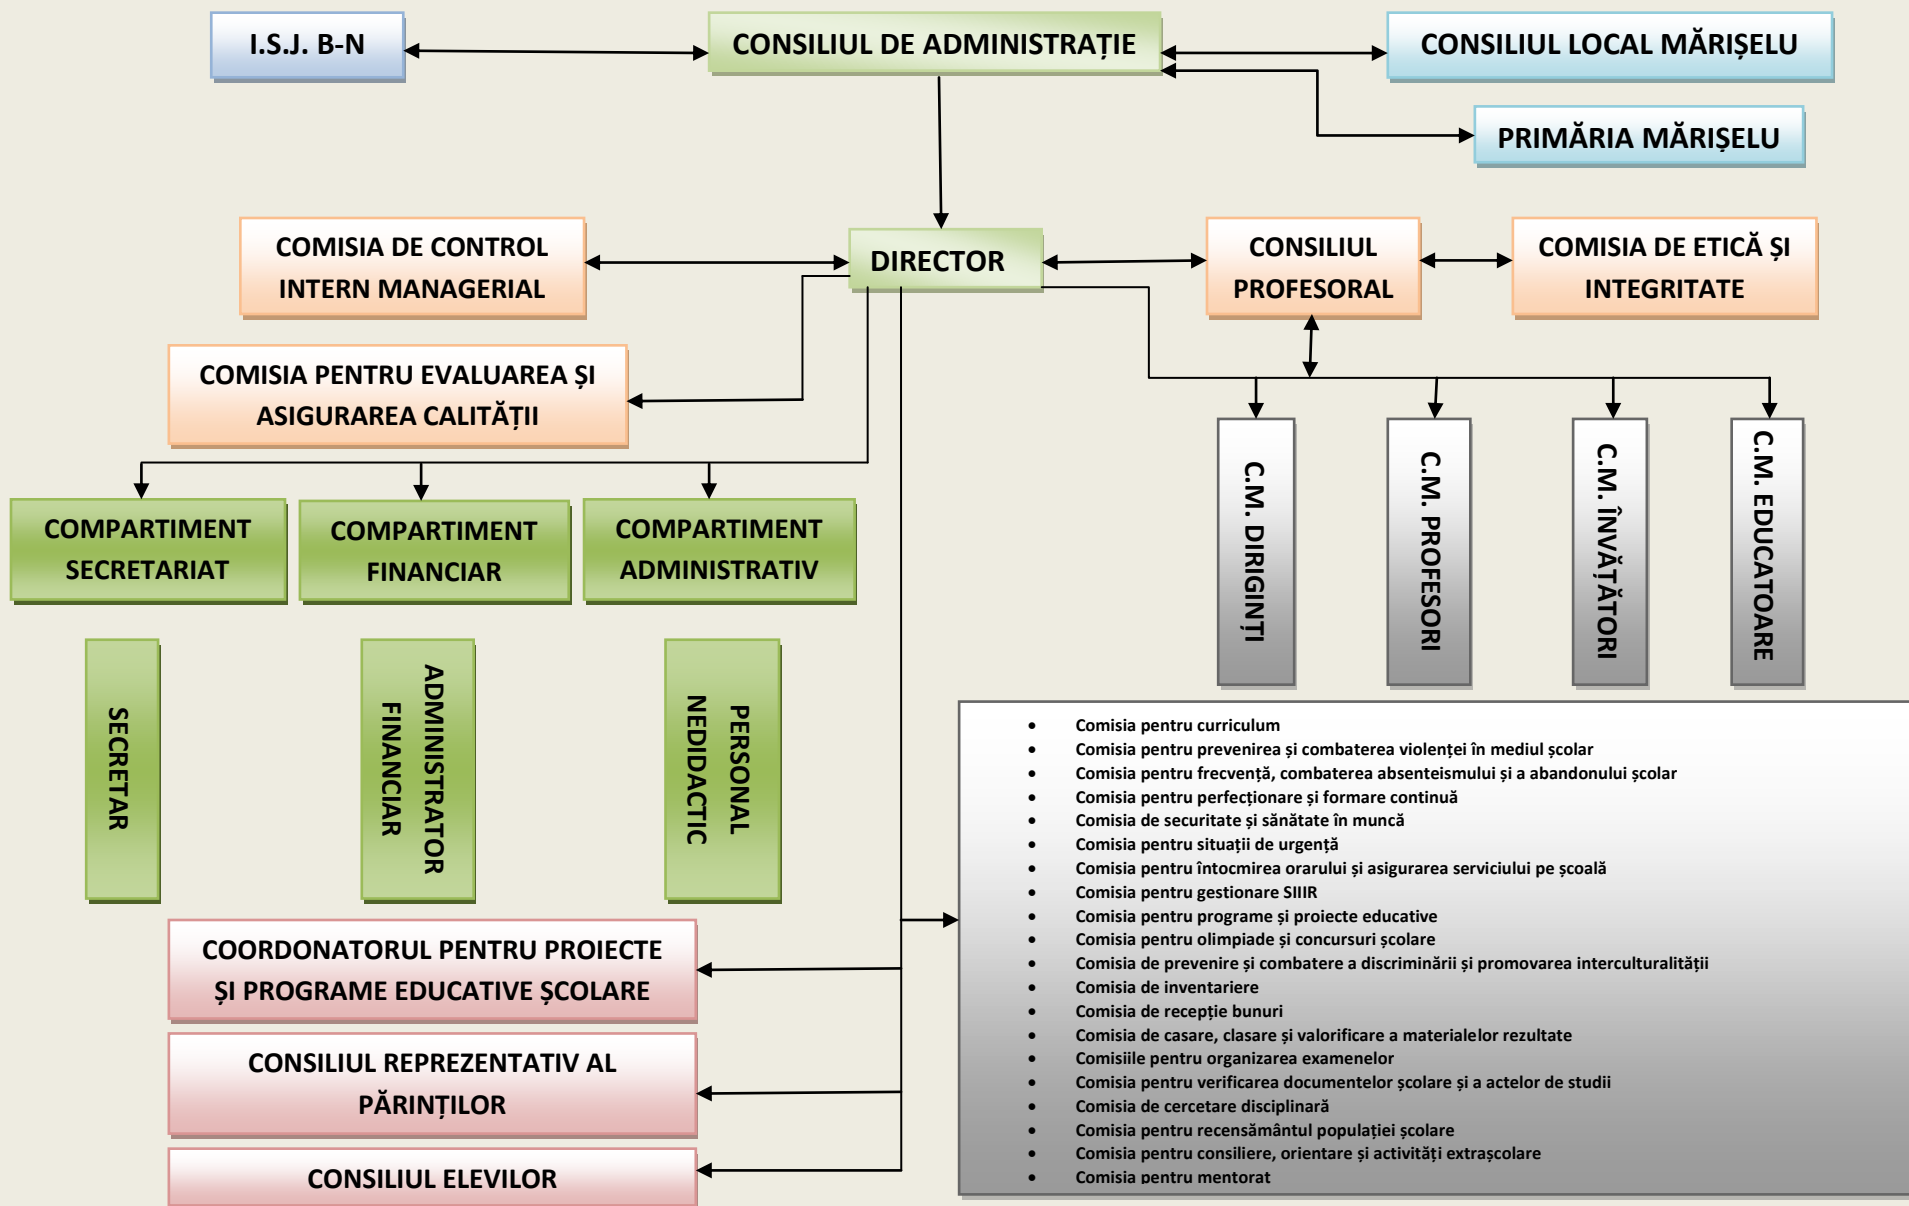 I.S.J. B-N
CONSILIUL DE ADMINISTRAȚIE
CONSILIUL LOCAL MĂRIȘELU
PRIMĂRIA MĂRIȘELU
COMISIA DE CONTROL
INTERN MANAGERIAL
DIRECTOR
CONSILIUL
PROFESORAL
COMISIA DE ETICĂ ȘI
INTEGRITATE
COMISIA PENTRU EVALUAREA ȘI
ASIGURAREA CALITĂȚII
COMPARTIMENT
SECRETARIAT
COMPARTIMENT
FINANCIAR
COMPARTIMENT
ADMINISTRATIV
C.M. DIRIGINȚI
C.M. PROFESORI
C.M. ÎNVĂȚĂTORI
C.M. EDUCATOARE
SECRETAR
ADMINISTRATOR
FINANCIAR
PERSONAL
NEDIDACTIC
COORDONATORUL PENTRU PROIECTE
ȘI PROGRAME EDUCATIVE ȘCOLARE
CONSILIUL REPREZENTATIV AL
PĂRINȚILOR
CONSILIUL ELEVILOR
• Comisia pentru curriculum
• Comisia pentru prevenirea și combaterea violenței în mediul școlar
• Comisia pentru frecvență, combaterea absenteismului și a abandonului școlar
• Comisia pentru perfecționare și formare continuă
• Comisia de securitate și sănătate în muncă
• Comisia pentru situații de urgență
• Comisia pentru întocmirea orarului și asigurarea serviciului pe școală
• Comisia pentru gestionare SIIIR
• Comisia pentru programe și proiecte educative
• Comisia pentru olimpiade și concursuri școlare
• Comisia de prevenire și combatere a discriminării și promovarea interculturalității
• Comisia de inventariere
• Comisia de recepție bunuri
• Comisia de casare, clasare și valorificare a materialelor rezultate
• Comisiile pentru organizarea examenelor
• Comisia pentru verificarea documentelor școlare și a actelor de studii
• Comisia de cercetare disciplinară
• Comisia pentru recensământul populației școlare
• Comisia pentru consiliere, orientare și activități extrașcolare
• Comisia pentru mentorat